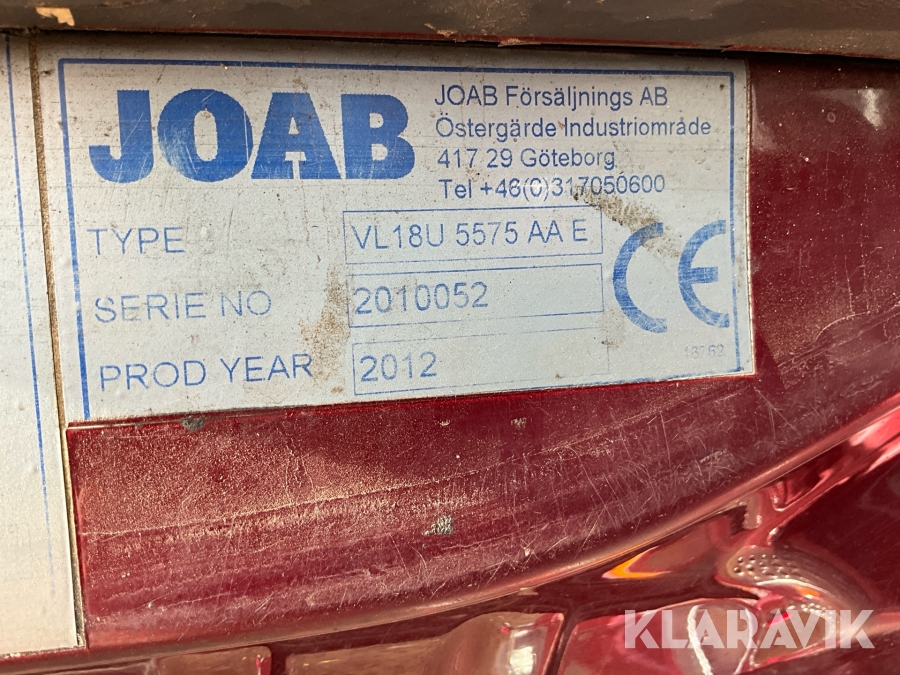 JOAB
JOAB Försäljnings AB
Östergärde Industriområde
417 29 Göteborg
Tel +46(0)317050600
TYPE VL18U 5575 AA E
SERIE NO 2010052
PROD YEAR 2012
CE
KLARAVIK